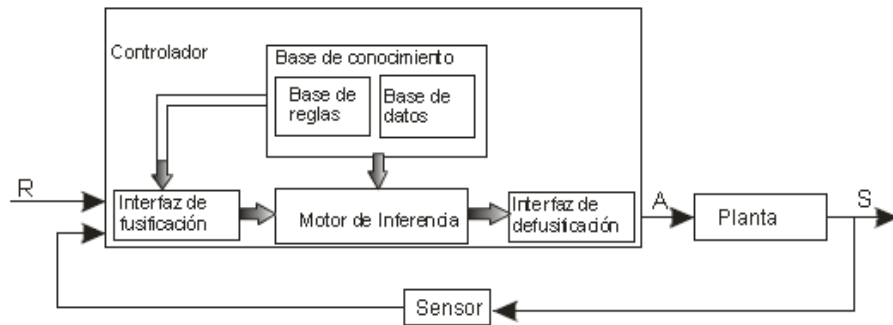 Controlador
Base de conocimiento
Base de
reglas
Base de
datos
R
Interfaz de
fusificación
Motor de Inferencia
Interfaz de
defusitificación
A
Planta
S
Sensor